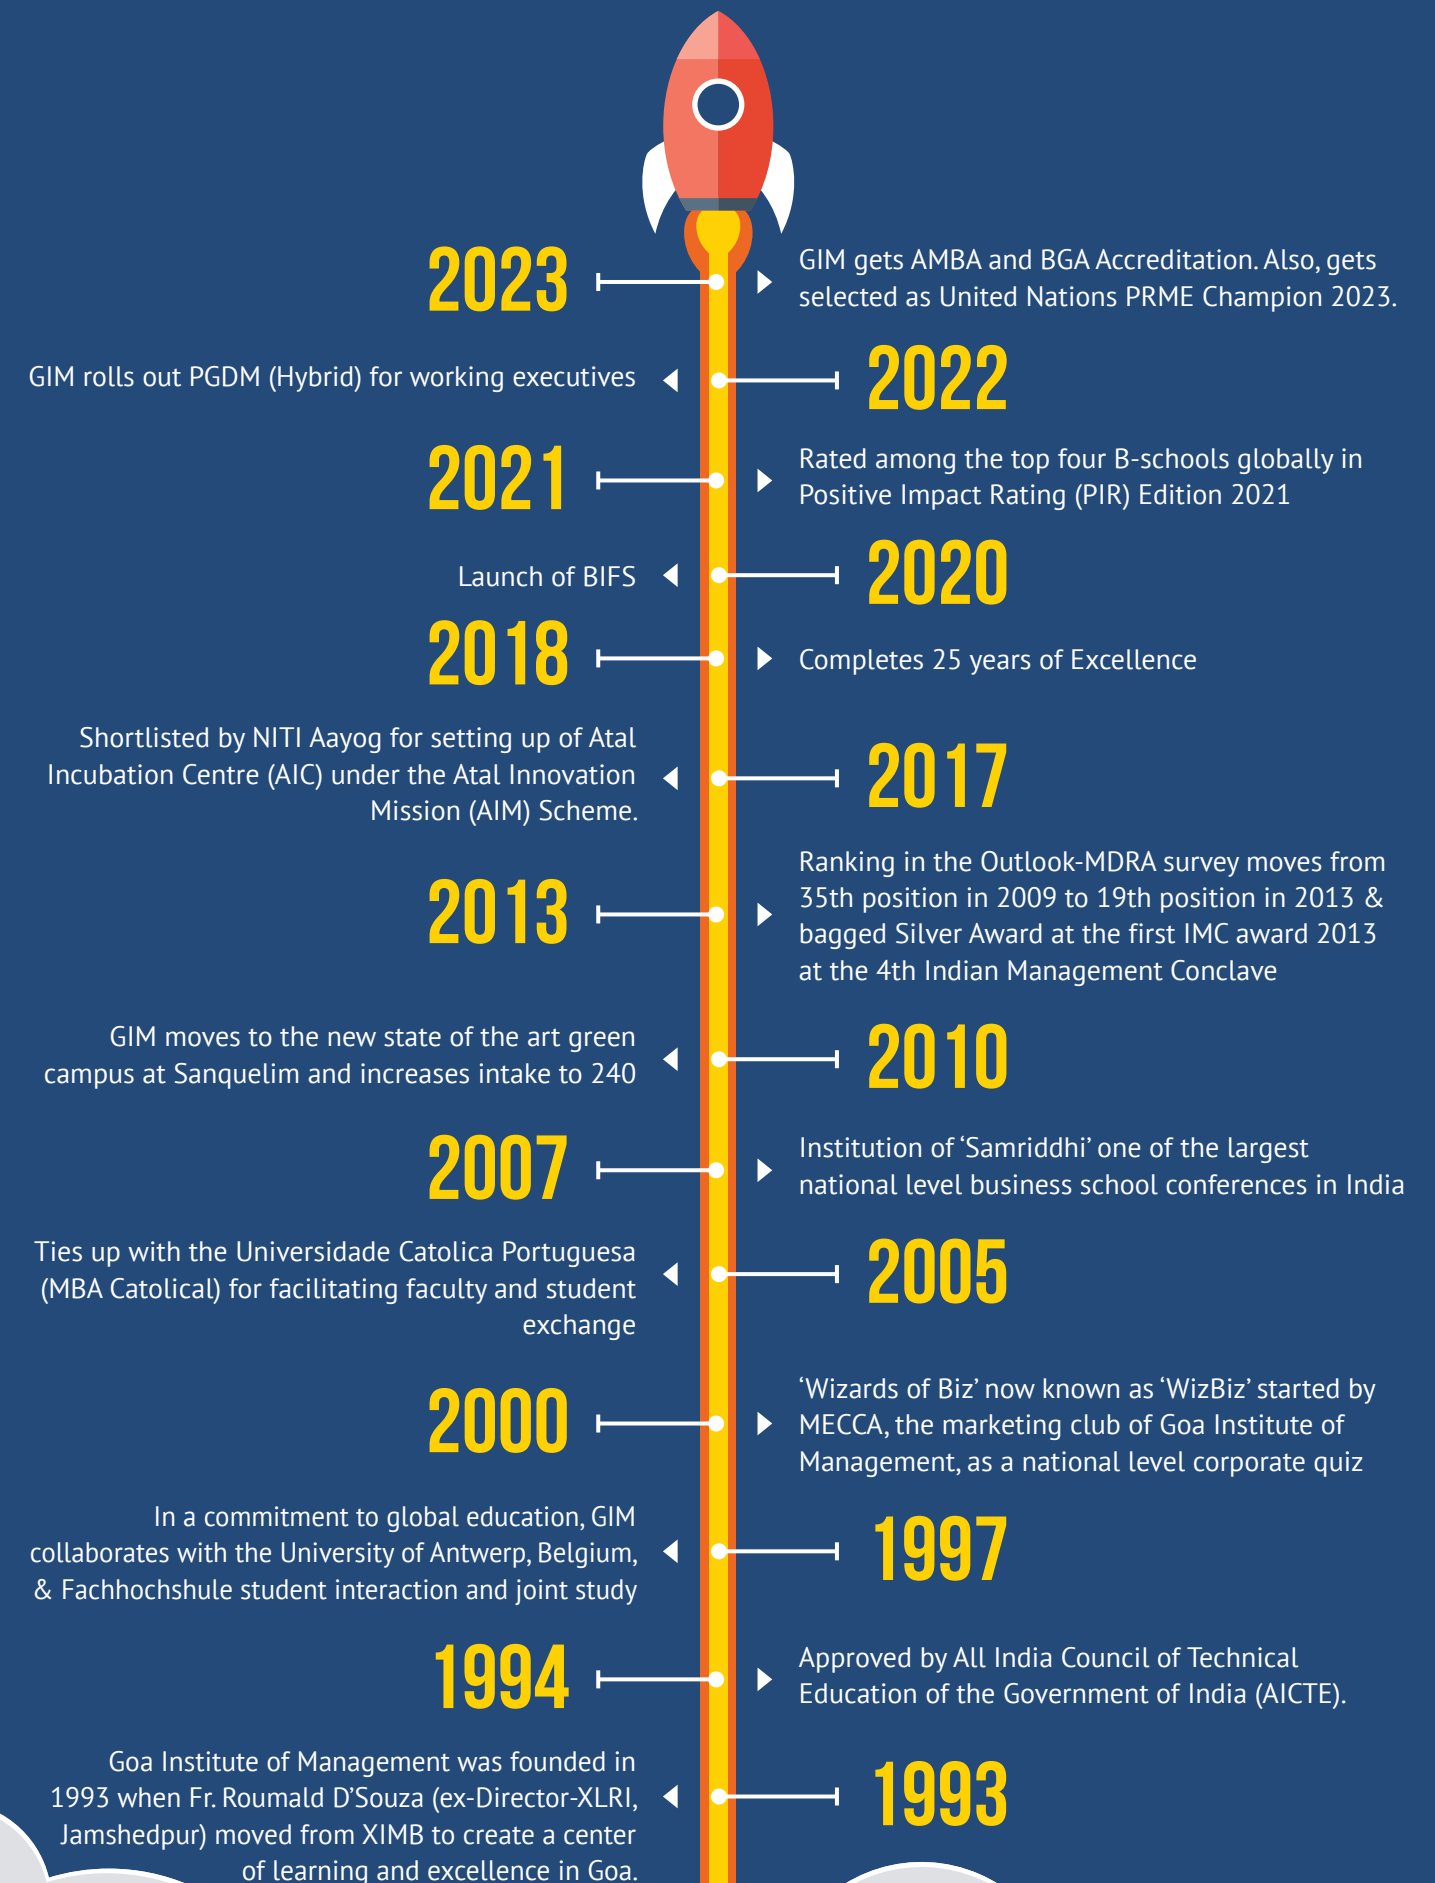 2023
GIM gets AMBA and BGA Accreditation. Also, gets
selected as United Nations PRME Champion 2023.
2022
GIM rolls out PGDM (Hybrid) for working executives
2021
Rated among the top four B-schools globally in
Positive Impact Rating (PIR) Edition 2021
2020
Launch of BIFS
2018
Completes 25 years of Excellence
2017
Shortlisted by NITI Aayog for setting up of Atal
Incubation Centre (AIC) under the Atal Innovation
Mission (AIM) Scheme.
2013
Ranking in the Outlook-MDRA survey moves from
35th position in 2009 to 19th position in 2013 &
bagged Silver Award at the first IMC award 2013
at the 4th Indian Management Conclave
2010
GIM moves to the new state of the art green
campus at Sanquelim and increases intake to 240
2007
Institution of ‘Samriddhi’ one of the largest
national level business school conferences in India
2005
Ties up with the Universidade Catolica Portuguesa
(MBA Catolical) for facilitating faculty and student
exchange
2000
‘Wizards of Biz’ now known as ‘WizBiz’ started by
MECCA, the marketing club of Goa Institute of
Management, as a national level corporate quiz
1997
In a commitment to global education, GIM
collaborates with the University of Antwerp, Belgium,
& Fachhochshule student interaction and joint study
1994
Approved by All India Council of Technical
Education of the Government of India (AICTE).
1993
Goa Institute of Management was founded in
1993 when Fr. Roumald D’Souza (ex-Director-XLRI,
Jamshedpur) moved from XIMB to create a center
of learning and excellence in Goa.